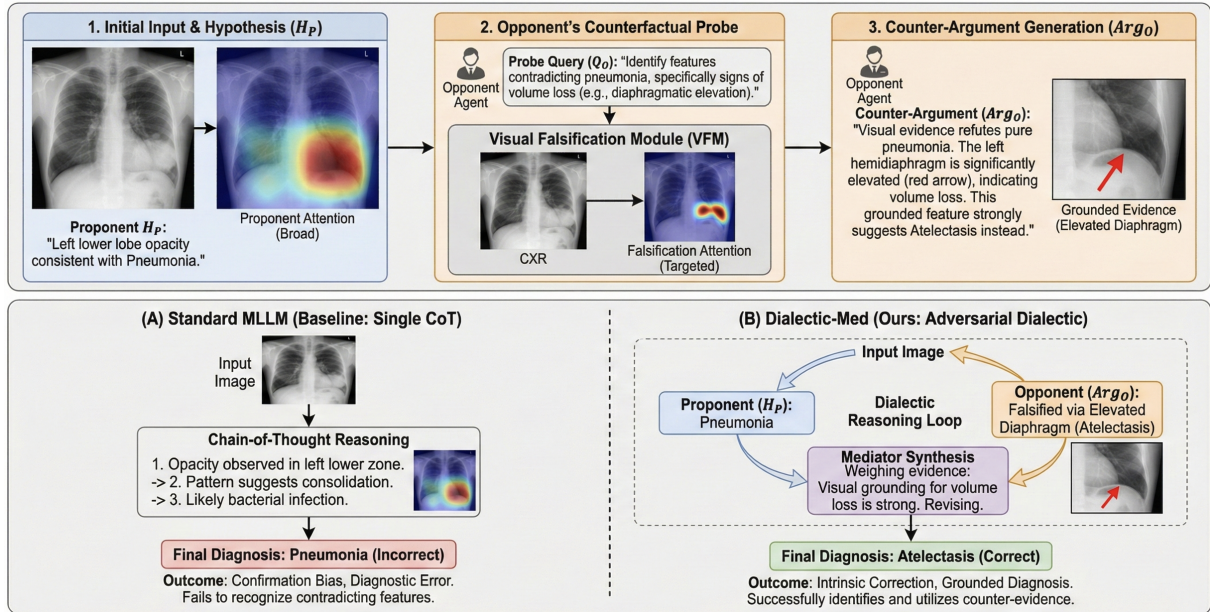 1. Initial Input & Hypothesis (H_P)
L
L
Proponent H_P:
"Left lower lobe opacity
consistent with Pneumonia."
Proponent Attention
(Broad)
2. Opponent's Counterfactual Probe
Opponent
Agent
Probe Query (Q_O): "Identify features
contradicting pneumonia, specifically signs of
volume loss (e.g., diaphragmatic elevation)."
Visual Falsification Module (VFM)
CXR
Falsification Attention
(Targeted)
3. Counter-Argument Generation (Arg_O)
Opponent
Agent
Counter-Argument (Arg_O):
"Visual evidence refutes pure
pneumonia. The left
hemidiaphragm is significantly
elevated (red arrow), indicating
volume loss. This
grounded feature strongly
suggests Atelectasis instead."
L
Grounded Evidence
(Elevated Diaphragm)
(A) Standard MLLM (Baseline: Single CoT)
Input
Image
Chain-of-Thought Reasoning
1. Opacity observed in left lower zone.
-> 2. Pattern suggests consolidation.
-> 3. Likely bacterial infection.
Final Diagnosis: Pneumonia (Incorrect)
Outcome: Confirmation Bias, Diagnostic Error.
Fails to recognize contradicting features.
(B) Dialectic-Med (Ours: Adversarial Dialectic)
Input Image
Proponent (H_P):
Pneumonia
Dialectic
Reasoning Loop
Opponent (Arg_O):
Falsified via Elevated
Diaphragm (Atelectasis)
Mediator Synthesis
Weighing evidence:
Visual grounding for volume
loss is strong. Revising.
Final Diagnosis: Atelectasis (Correct)
Outcome: Intrinsic Correction, Grounded Diagnosis.
Successfully identifies and utilizes counter-evidence.